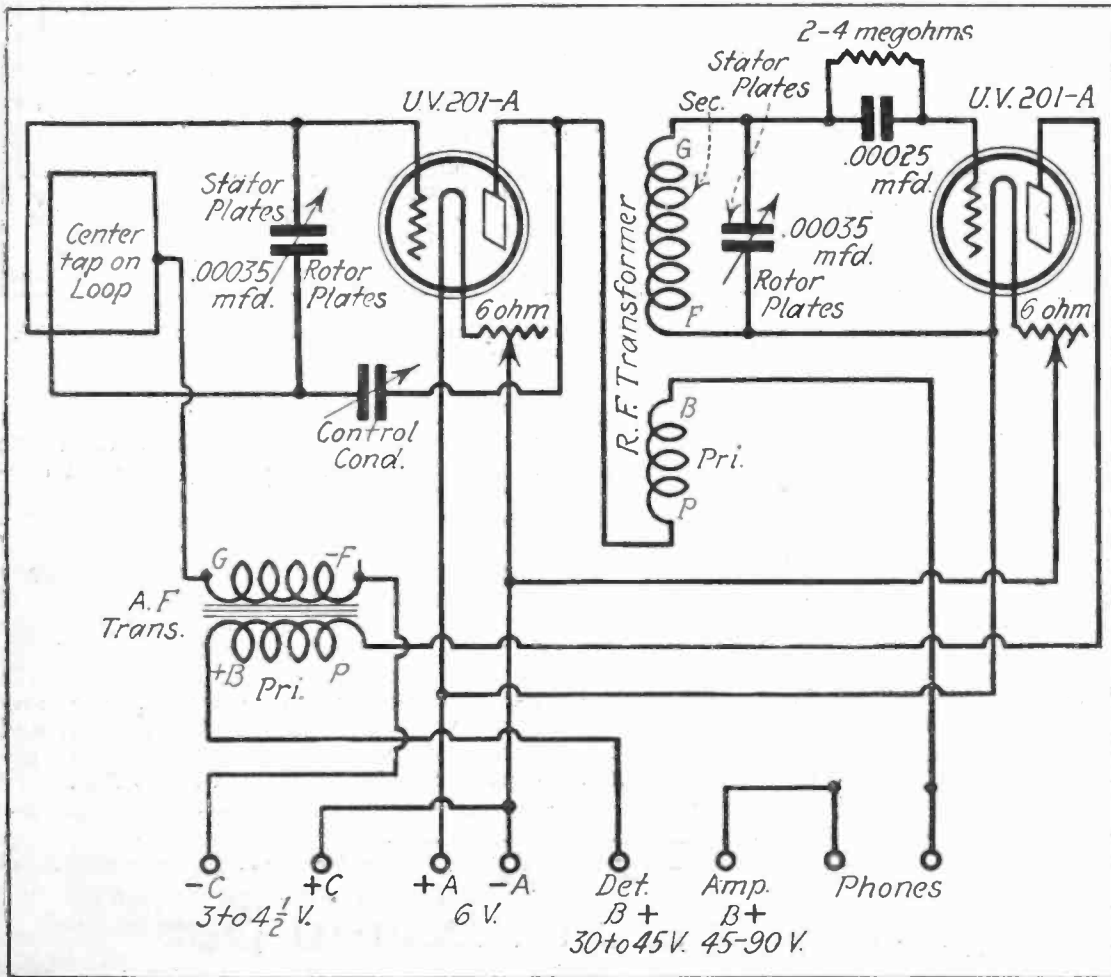 2-4 megohms
Stator
Plates
U.V. 201-A
Sec.
U.V. 201-A
G
.00025
mfd.
Stator
Plates
Center
tap on
Loop
.00035
mfd.
Rotor
Plates
.00035
mfd.
Rotor
Plates
6 ohm
F
6 ohm
R. F. Transformer
Control
Cond.
B
Pri.
P
G
-F
A.F
Trans.
+B
P
Pri.
-C
+C
+A
-A
Det.
Amp.
Phones
3 to 4 1/2 V.
6 V.
B +
B+
30 to 45 V.
45-90 V.